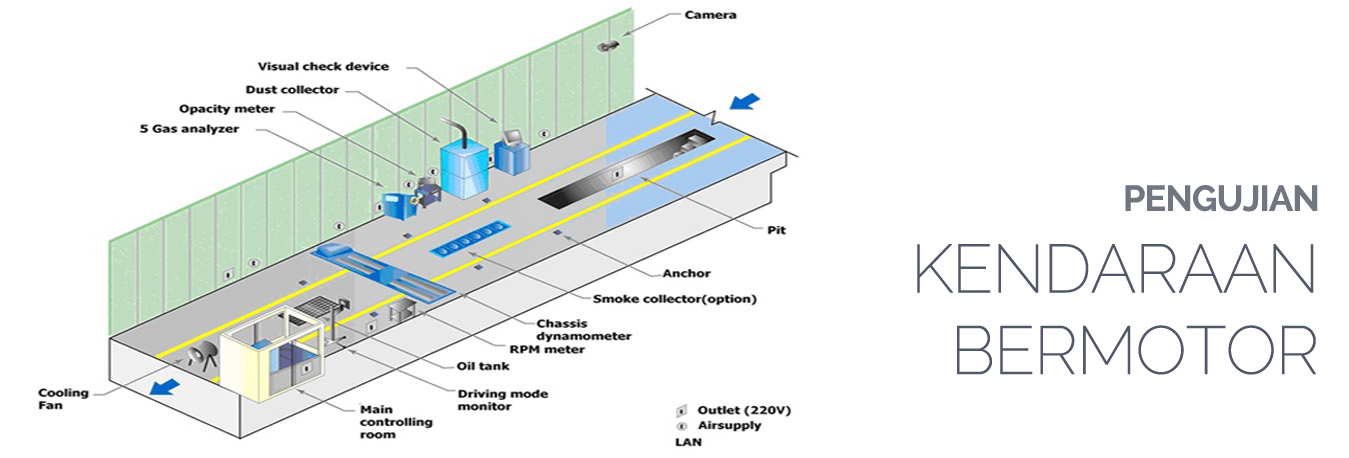 Camera
Visual check device
Dust collector
Opacity meter
5 Gas analyzer
Pit
Anchor
Smoke collector(option)
Chassis
dynamometer
RPM meter
Oil tank
Driving mode
monitor
Main
controlling
room
Cooling
Fan
Outlet (220V)
Airsupply
LAN
PENGUJIAN
KENDARAAN
BERMOTOR